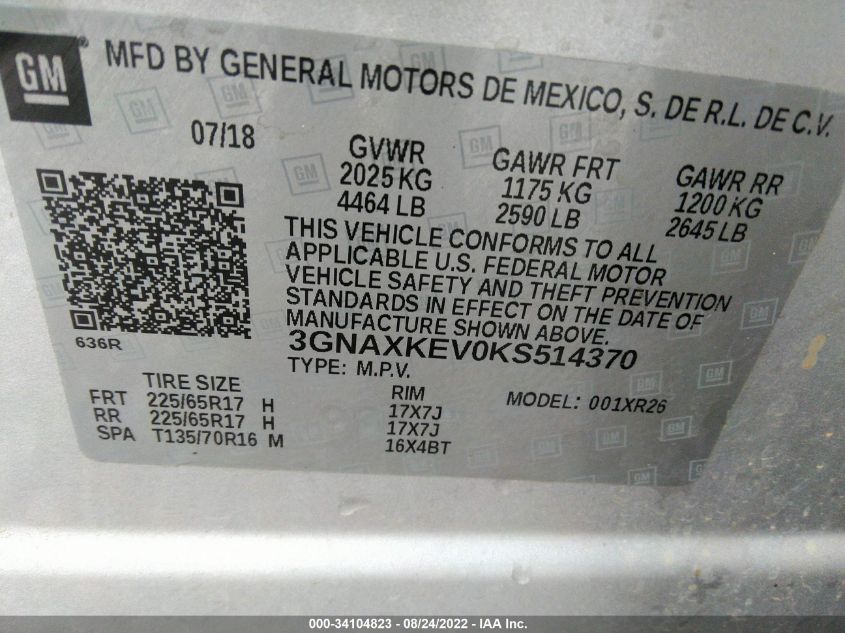 GM
MFD BY GENERAL MOTORS DE MEXICO, S. DE R.L. DE C.V.
07/18
GVWR
2025 KG
4464 LB
GAWR FRT
1175 KG
2590 LB
GAWR RR
1200 KG
2645 LB
THIS VEHICLE CONFORMS TO ALL
APPLICABLE U.S. FEDERAL MOTOR
VEHICLE SAFETY AND THEFT PREVENTION
STANDARDS IN EFFECT ON THE DATE OF
MANUFACTURE SHOWN ABOVE.
636R
3GNAXKEV0KS514370
TYPE: M.P.V.
MODEL: 001XR26
TIRE SIZE
RIM
FRT 225/65R17 H 17X7J
RR 225/65R17 H 17X7J
SPA T135/70R16 M 16X4BT
000-34104823 - 08/24/2022 - IAA Inc.